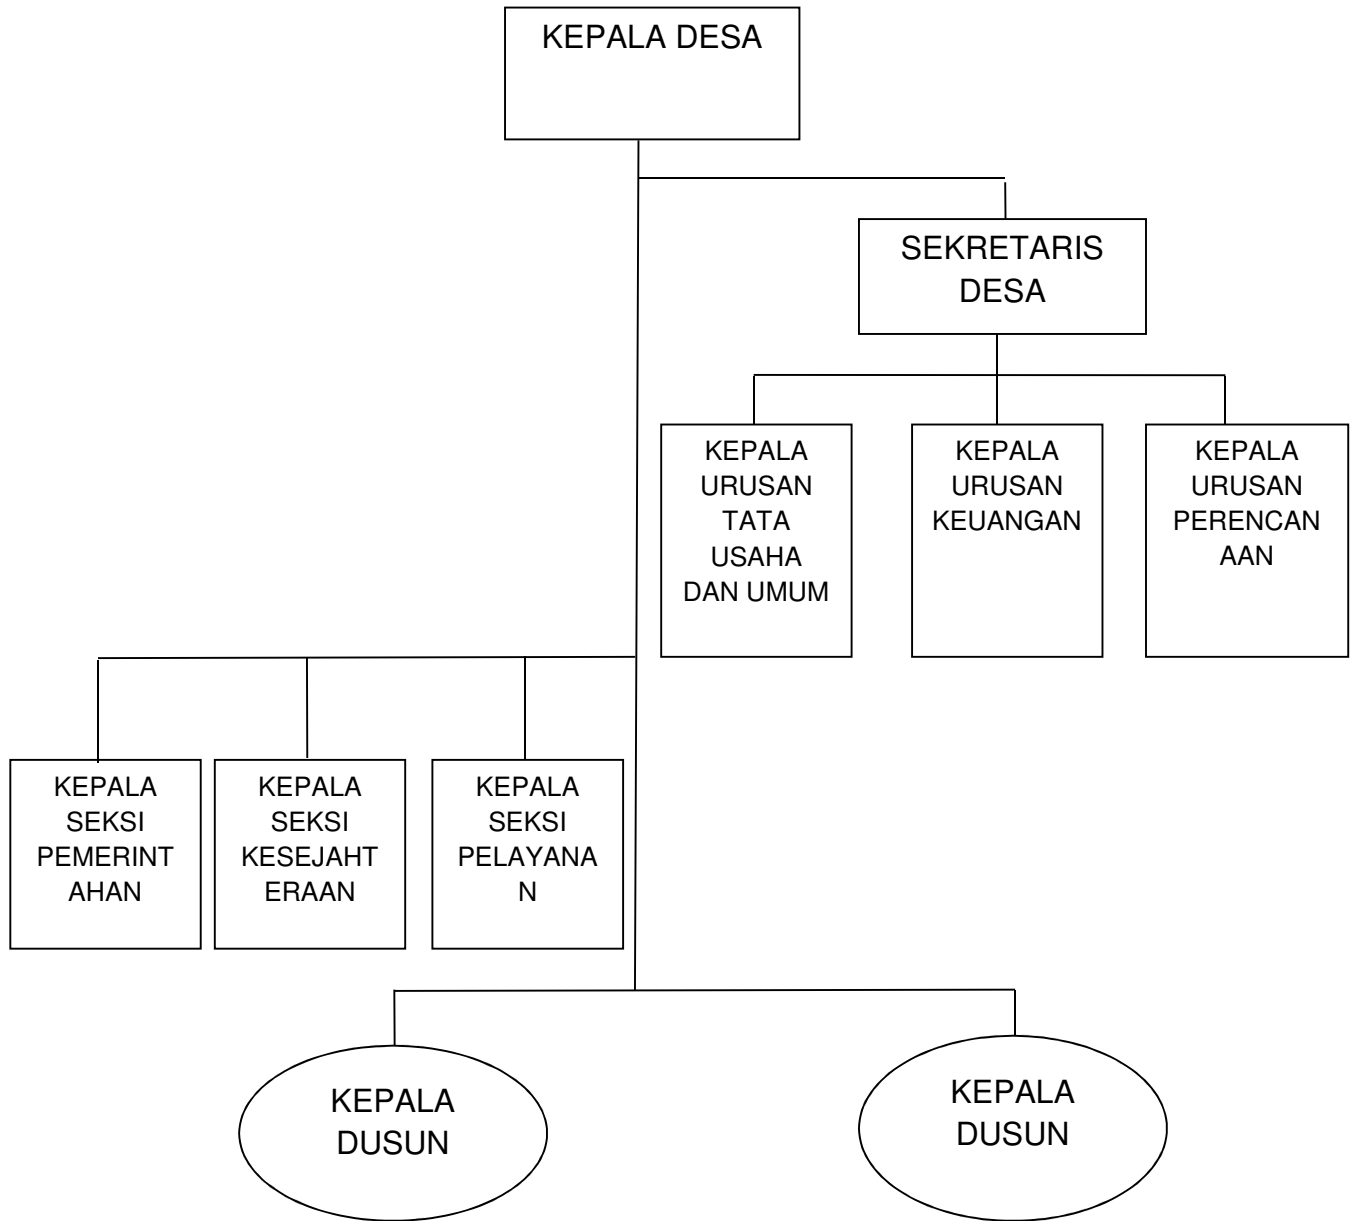 KEPALA DESA
SEKRETARIS
DESA
KEPALA
URUSAN
TATA
USAHA
DAN UMUM
KEPALA
URUSAN
KEUANGAN
KEPALA
URUSAN
PERENCAN
AAN
KEPALA
SEKSI
PEMERINT
AHAN
KEPALA
SEKSI
KESEJAHT
ERAAN
KEPALA
SEKSI
PELAYANA
N
KEPALA
DUSUN
KEPALA
DUSUN